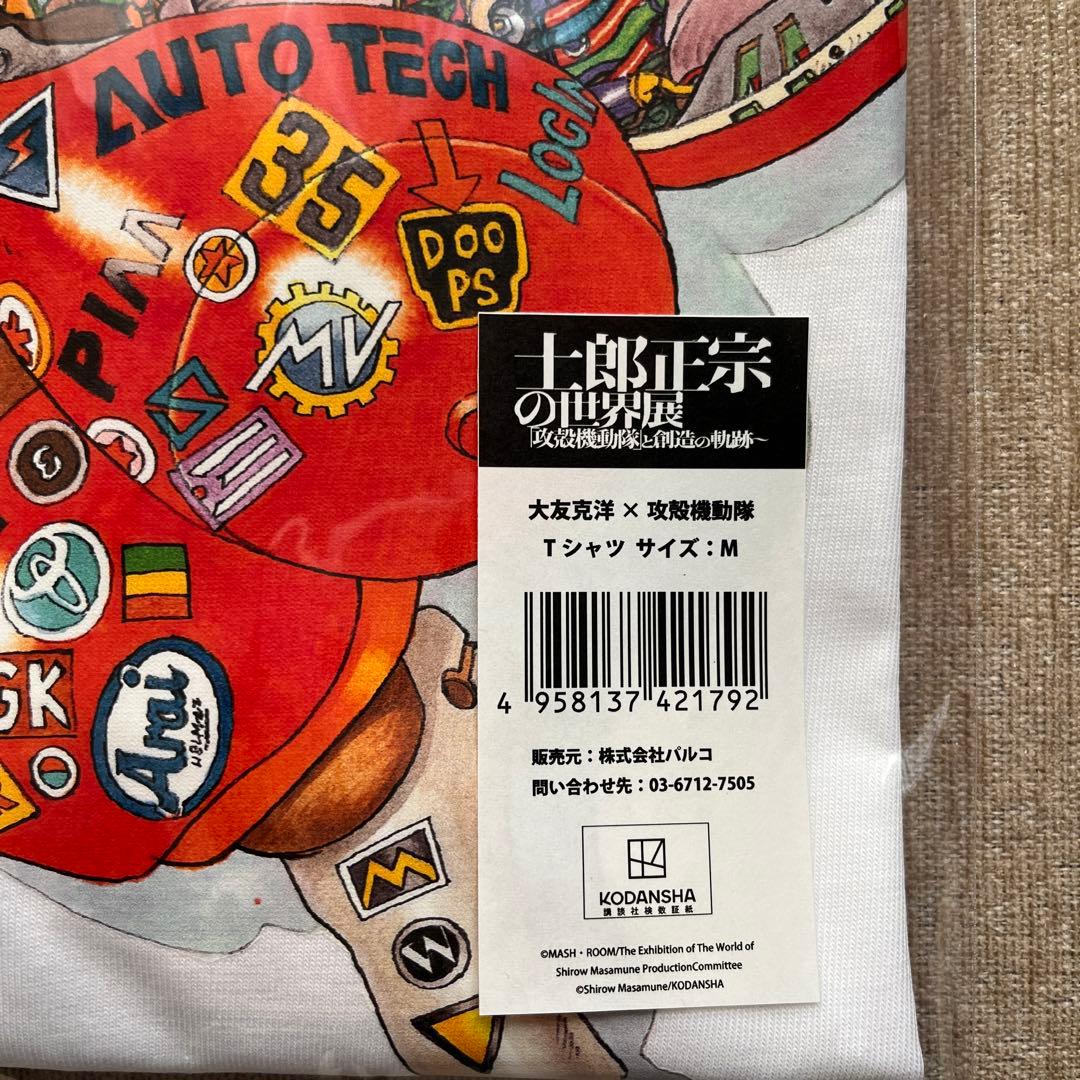 AUTO TECH
LOCIN
35
DOO
PS
PIAA
MV
S
3
GK
Arai
HELMET
M
W
士郎正宗
の世界展
「攻殻機動隊」と創造の軌跡〜
大友克洋 × 攻殻機動隊
Tシャツ サイズ：M
4 958137 421792
販売元：株式会社パルコ
問い合わせ先：03-6712-7505
KODANSHA
講談社検数証紙
©MASH・ROOM/The Exhibition of The World of
Shirow Masamune ProductionCommittee
©Shirow Masamune/KODANSHA